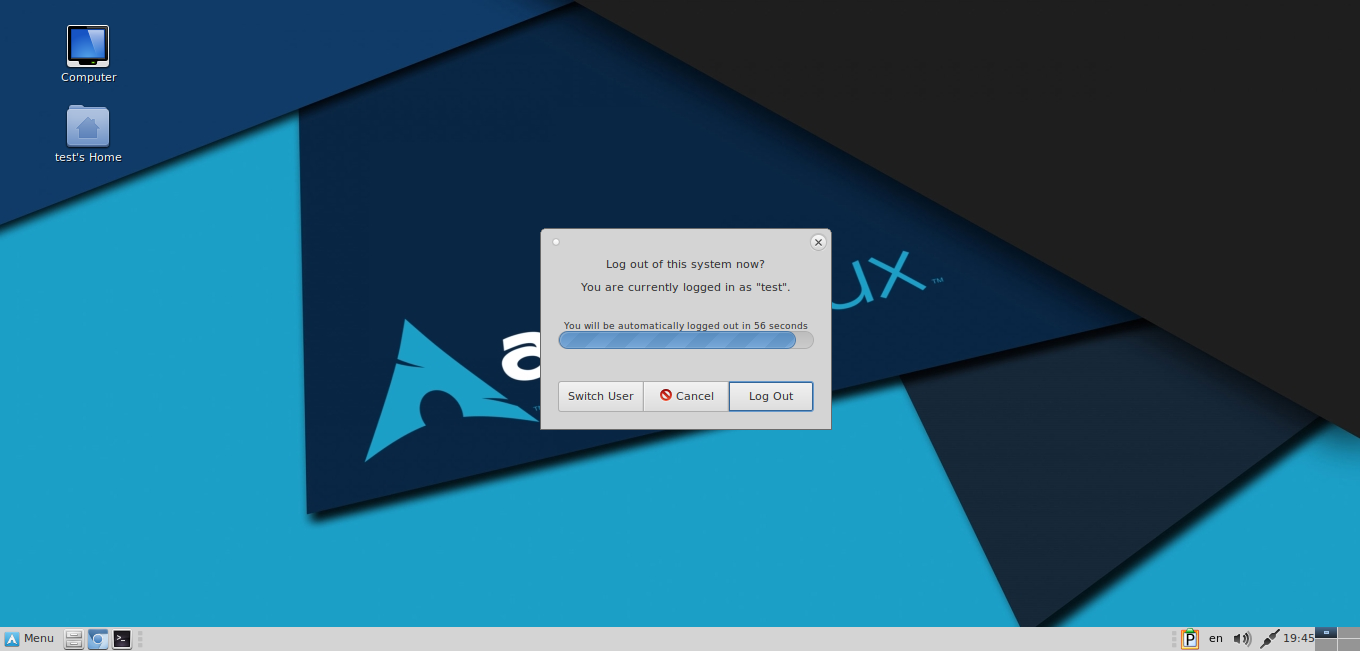 Computer
test's Home
Log out of this system now?
You are currently logged in as "test".
You will be automatically logged out in 56 seconds
Switch User
Cancel
Log Out
a
ux™
Menu
P
en
19:45